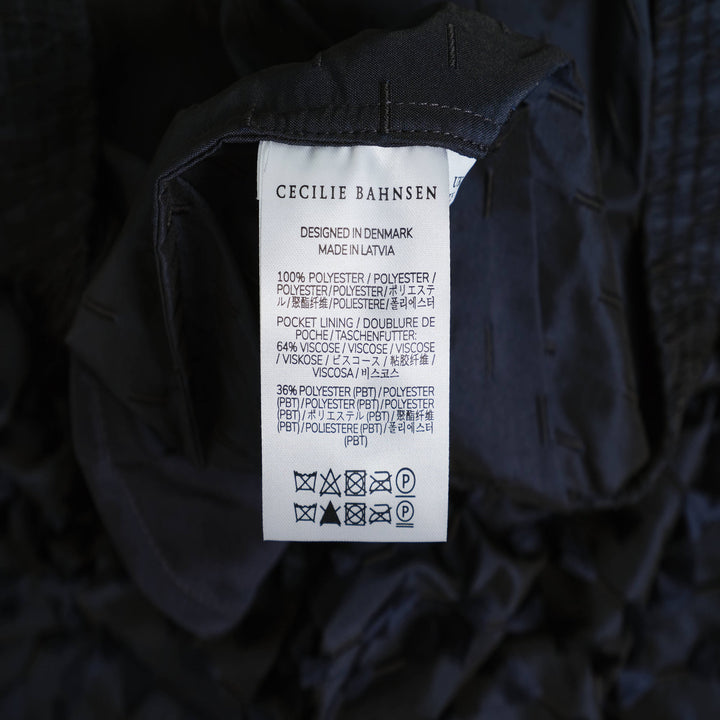 CECILIE BAHNSEN
DESIGNED IN DENMARK
MADE IN LATVIA
100% POLYESTER / POLYESTER /
POLYESTER/POLYESTER/ポリエステ
ル/聚酯纤维/POLIESTERE/폴리에스터
POCKET LINING / DOUBLURE DE
POCHE / TASCHENFUTTER:
64% VISCOSE / VISCOSE / VISCOSE
/ VISKOSE / ビスコース / 粘胶纤维 /
VISCOSA / 비스코스
36% POLYESTER (PBT) / POLYESTER
(PBT) / POLYESTER (PBT) / POLYESTER
(PBT) / ポリエステル (PBT) / 聚酯纤维
(PBT) / POLIESTERE (PBT) / 폴리에스터
(PBT)
P
P